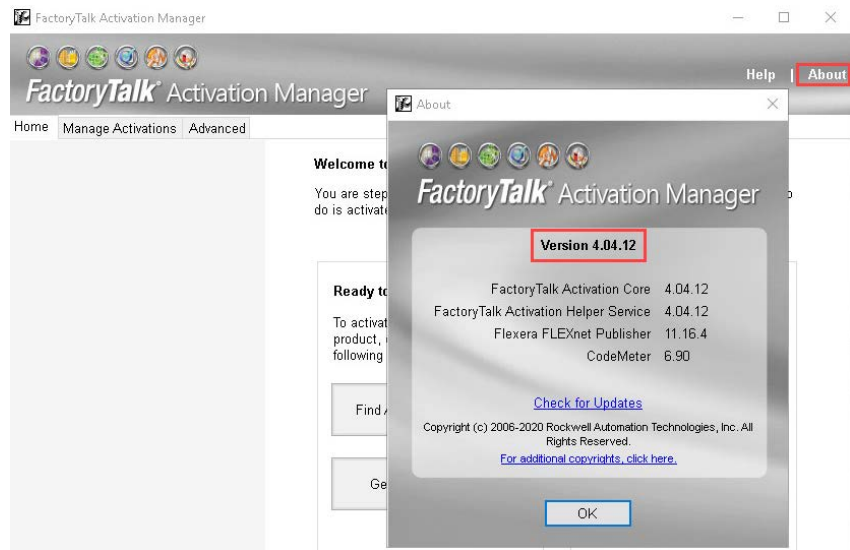 FactoryTalk Activation Manager
Help | About
FactoryTalk® Activation Manager
Home Manage Activations Advanced
Welcome to
You are step
do is activate
Ready to
To activat
product,
following
Find
Ge
About
FactoryTalk® Activation Manager
Version 4.04.12
FactoryTalk Activation Core 4.04.12
FactoryTalk Activation Helper Service 4.04.12
Flexera FLEXnet Publisher 11.16.4
CodeMeter 6.90
Check for Updates
Copyright (c) 2006-2020 Rockwell Automation Technologies, Inc. All
Rights Reserved.
For additional copyrights, click here.
OK